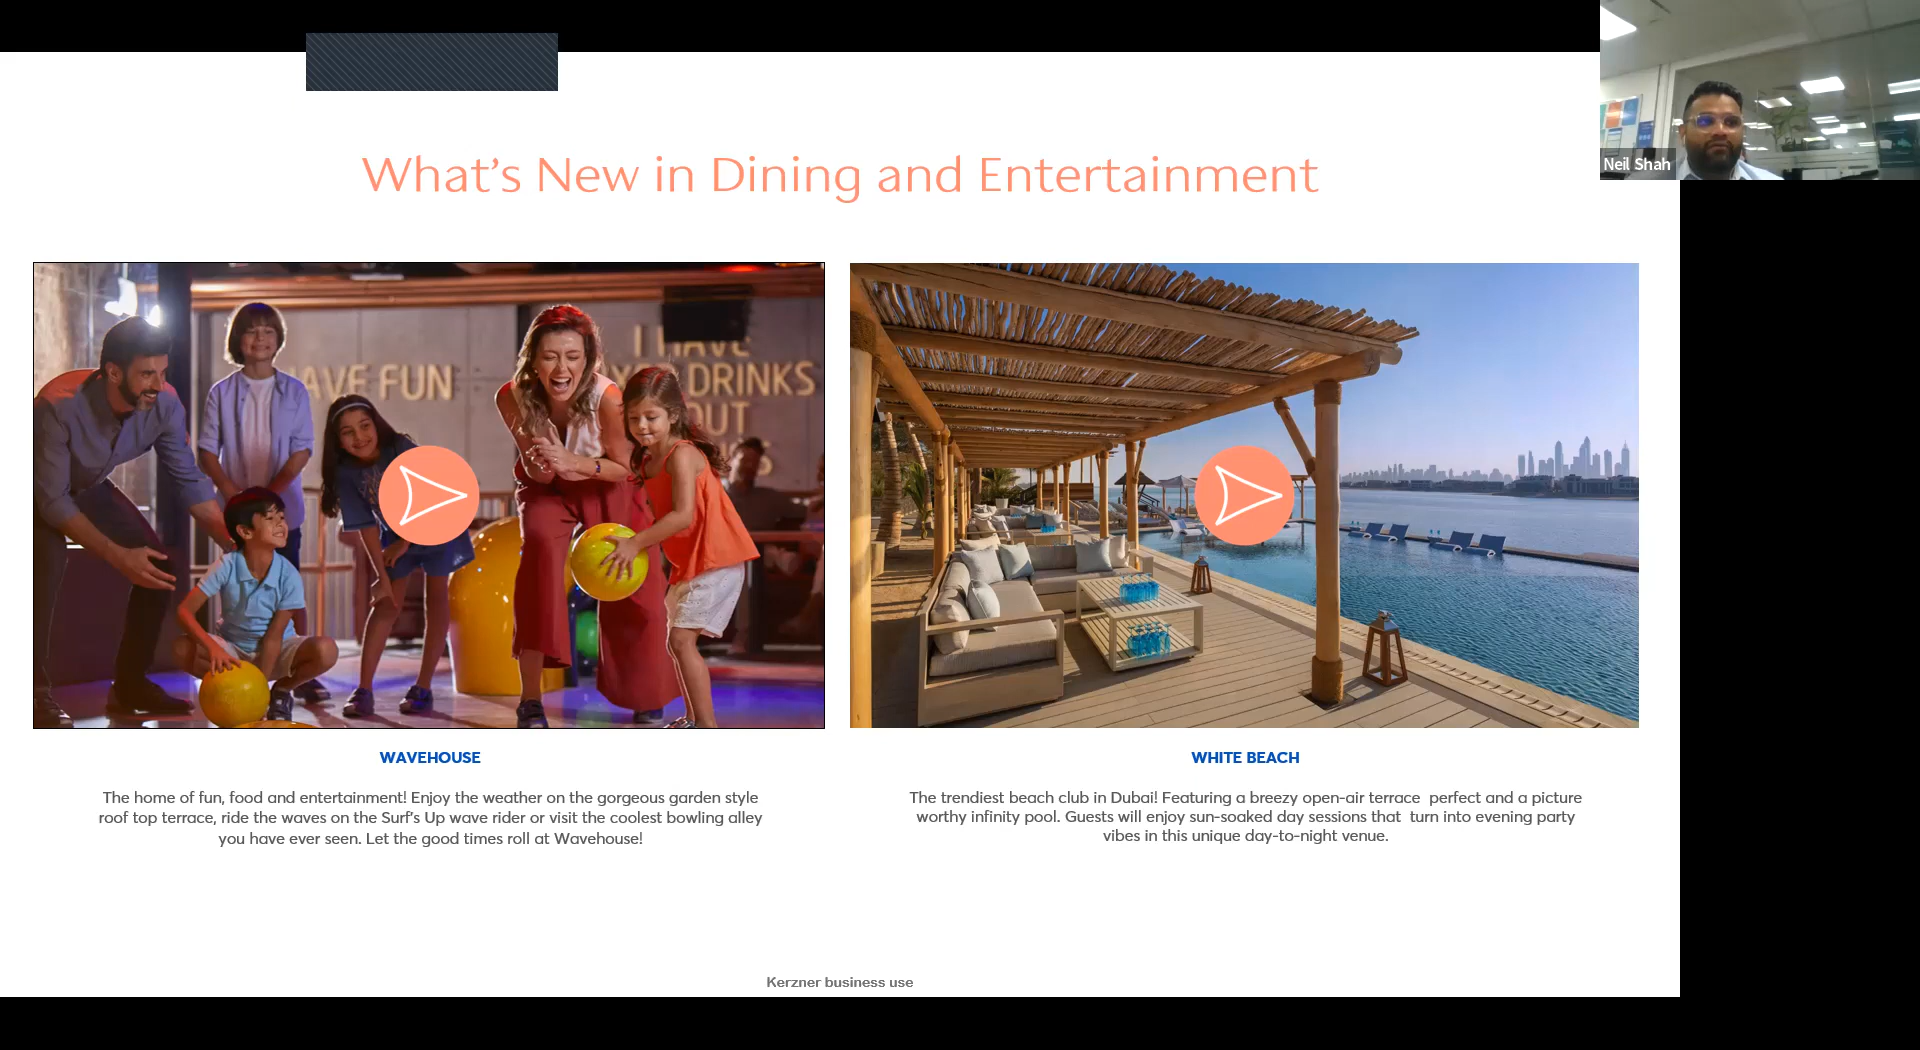 Neil Shah
What's New in Dining and Entertainment
HAVE FUN
I HAVE
DRINKS
OUT
WAVEHOUSE
The home of fun, food and entertainment! Enjoy the weather on the gorgeous garden style
roof top terrace, ride the waves on the Surf's Up wave rider or visit the coolest bowling alley
you have ever seen. Let the good times roll at Wavehouse!
WHITE BEACH
The trendiest beach club in Dubai! Featuring a breezy open-air terrace  perfect and a picture
worthy infinity pool. Guests will enjoy sun-soaked day sessions that  turn into evening party
vibes in this unique day-to-night venue.
Kerzner business use